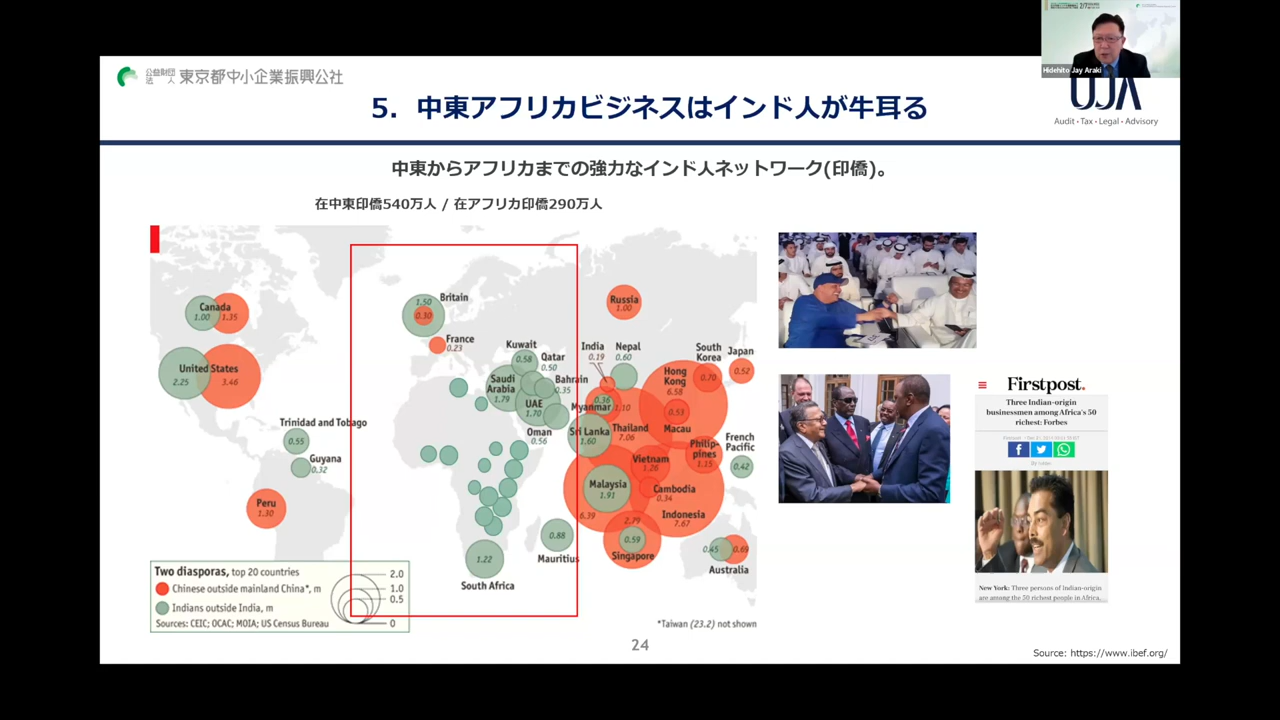 公益財団法人 東京都中小企業振興公社
Hidehito Jay Araki
5. 中東アフリカビジネスはインド人が牛耳る
UJA
Audit・Tax・Legal・Advisory
中東からアフリカまでの強力なインド人ネットワーク(印僑)。
在中東印僑540万人 / 在アフリカ印僑290万人
Canada
1.00
1.35
United States
2.25
3.46
Trinidad and Tobago
0.55
Guyana
0.32
Peru
1.30
Britain
1.50
0.30
France
0.23
Kuwait
0.58
Qatar
0.50
Saudi
Arabia
1.79
Bahrain
0.35
UAE
1.70
Oman
0.56
Mauritius
0.88
South Africa
1.22
Russia
1.00
India
0.19
Nepal
0.60
Myanmar
0.36
1.10
Sri Lanka
1.60
Thailand
7.06
Hong
Kong
6.58
South
Korea
0.70
Japan
0.52
Macau
0.53
Philip-
pines
1.15
French
Pacific
0.42
Vietnam
1.26
Malaysia
1.91
6.39
Cambodia
0.34
Indonesia
7.67
2.79
0.59
Singapore
Australia
0.45
0.69
Two diasporas, top 20 countries
Chinese outside mainland China*, m
Indians outside India, m
Sources: CEIC; OCAC; MOIA; US Census Bureau
2.0
1.0
0.5
0
*Taiwan (23.2) not shown
Firstpost.
Three Indian-origin
businessmen among Africa's 50
richest: Forbes
New York: Three persons of Indian-origin
are among the 50 richest people in Africa,
24
Source: https://www.ibef.org/